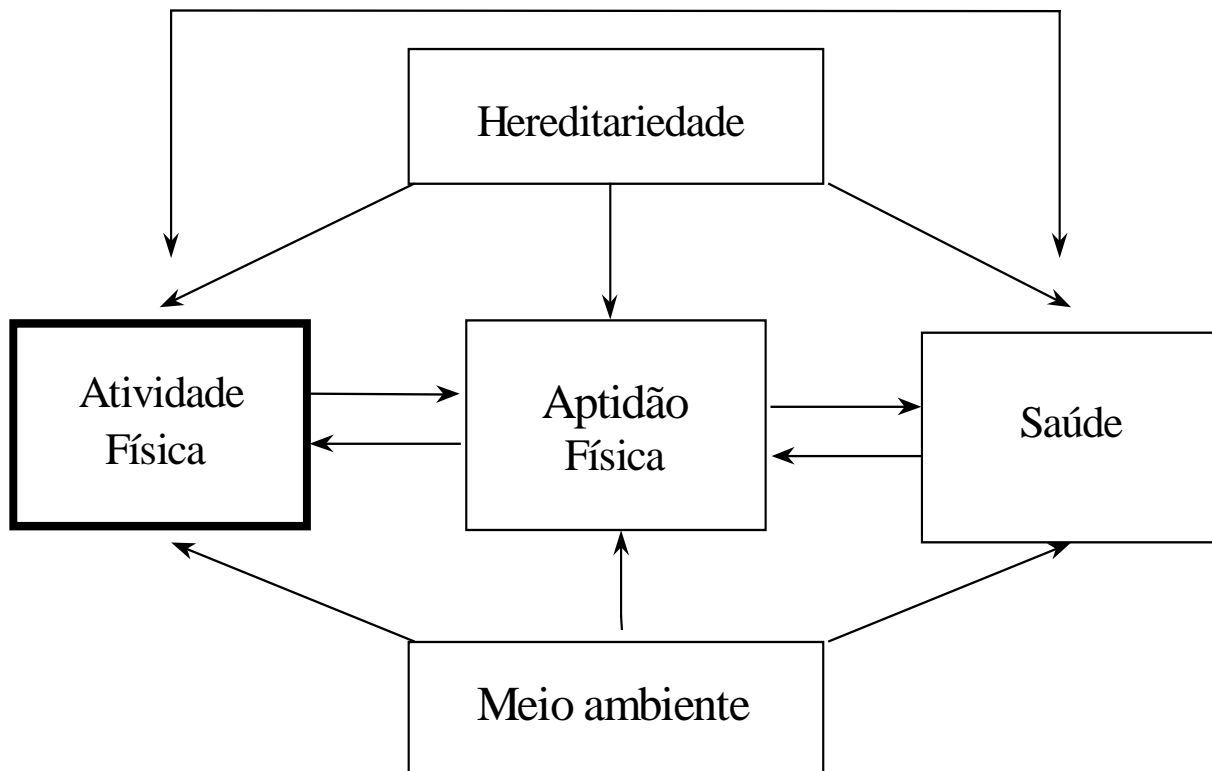 Hereditariedade
Atividade
Física
Aptidão
Física
Saúde
Meio ambiente